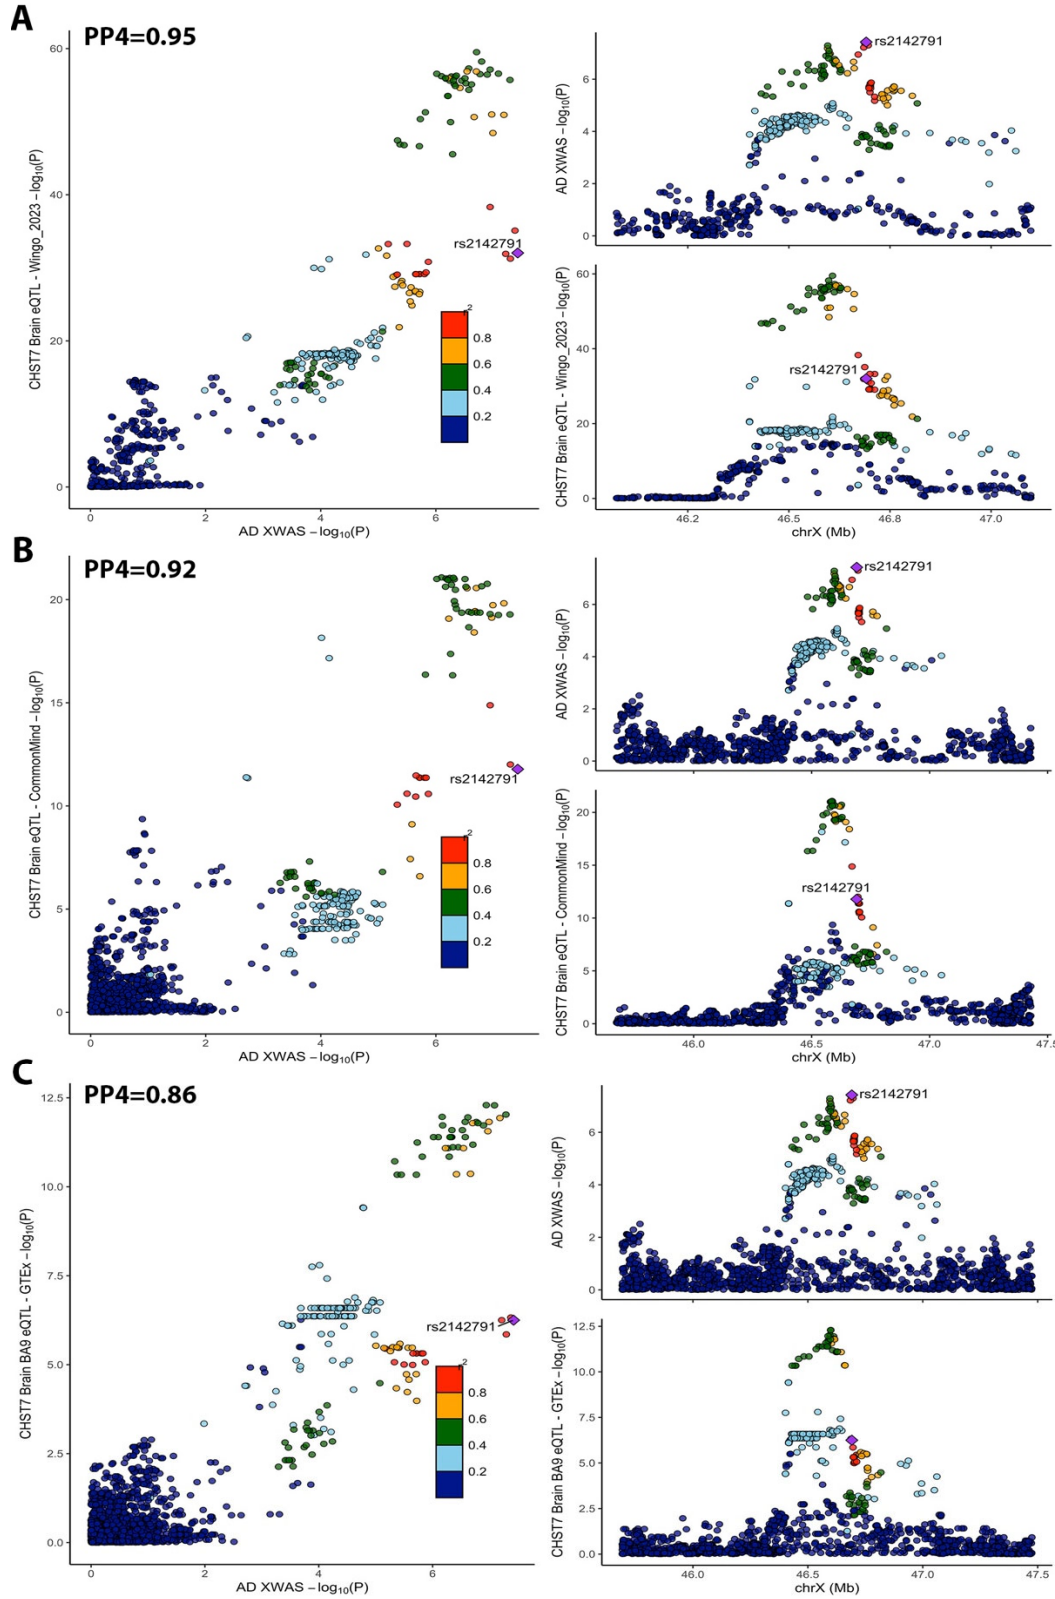 A
PP4=0.95
CHST7 Brain eQTL - Wingo_2023 −log10(P)
60
40
20
0
0 2 4 6
AD XWAS −log10(P)
rs2142791
r2
0.8
0.6
0.4
0.2
AD XWAS −log10(P)
6
4
2
0
rs2142791
CHST7 Brain eQTL - Wingo_2023 −log10(P)
60
40
20
0
rs2142791
46.2 46.5 46.8 47.0
chrX (Mb)
B
PP4=0.92
CHST7 Brain eQTL - CommonMind −log10(P)
20
15
10
5
0
0 2 4 6
AD XWAS −log10(P)
rs2142791
r2
0.8
0.6
0.4
0.2
AD XWAS −log10(P)
6
4
2
0
rs2142791
CHST7 Brain eQTL - CommonMind −log10(P)
20
15
10
5
0
rs2142791
46.0 46.5 47.0 47.5
chrX (Mb)
C
PP4=0.86
CHST7 Brain BA9 eQTL - GTEx −log10(P)
12.5
10.0
7.5
5.0
2.5
0.0
0 2 4 6
AD XWAS −log10(P)
rs2142791
r2
0.8
0.6
0.4
0.2
AD XWAS −log10(P)
6
4
2
0
rs2142791
CHST7 Brain BA9 eQTL - GTEx −log10(P)
12.5
10.0
7.5
5.0
2.5
0.0
46.0 46.5 47.0 47.5
chrX (Mb)